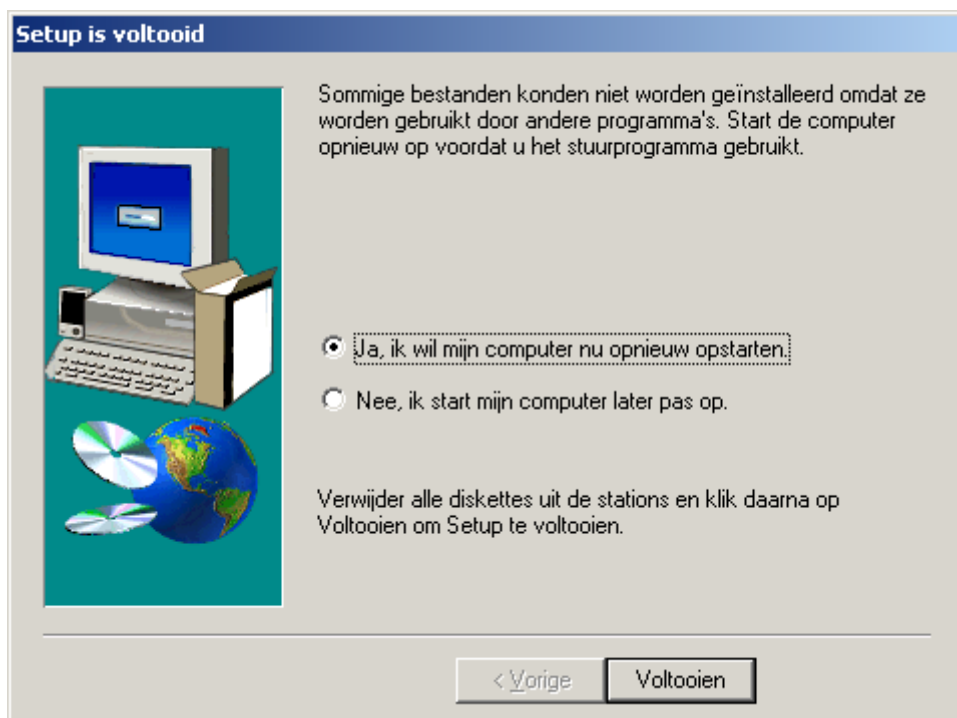 Setup is voltooid
Sommige bestanden konden niet worden geïnstalleerd omdat ze
worden gebruikt door andere programma's. Start de computer
opnieuw op voordat u het stuurprogramma gebruikt.
Ja, ik wil mijn computer nu opnieuw opstarten.
Nee, ik start mijn computer later pas op.
Verwijder alle diskettes uit de stations en klik daarna op
Voltooien om Setup te voltooien.
< Vorige
Voltooien